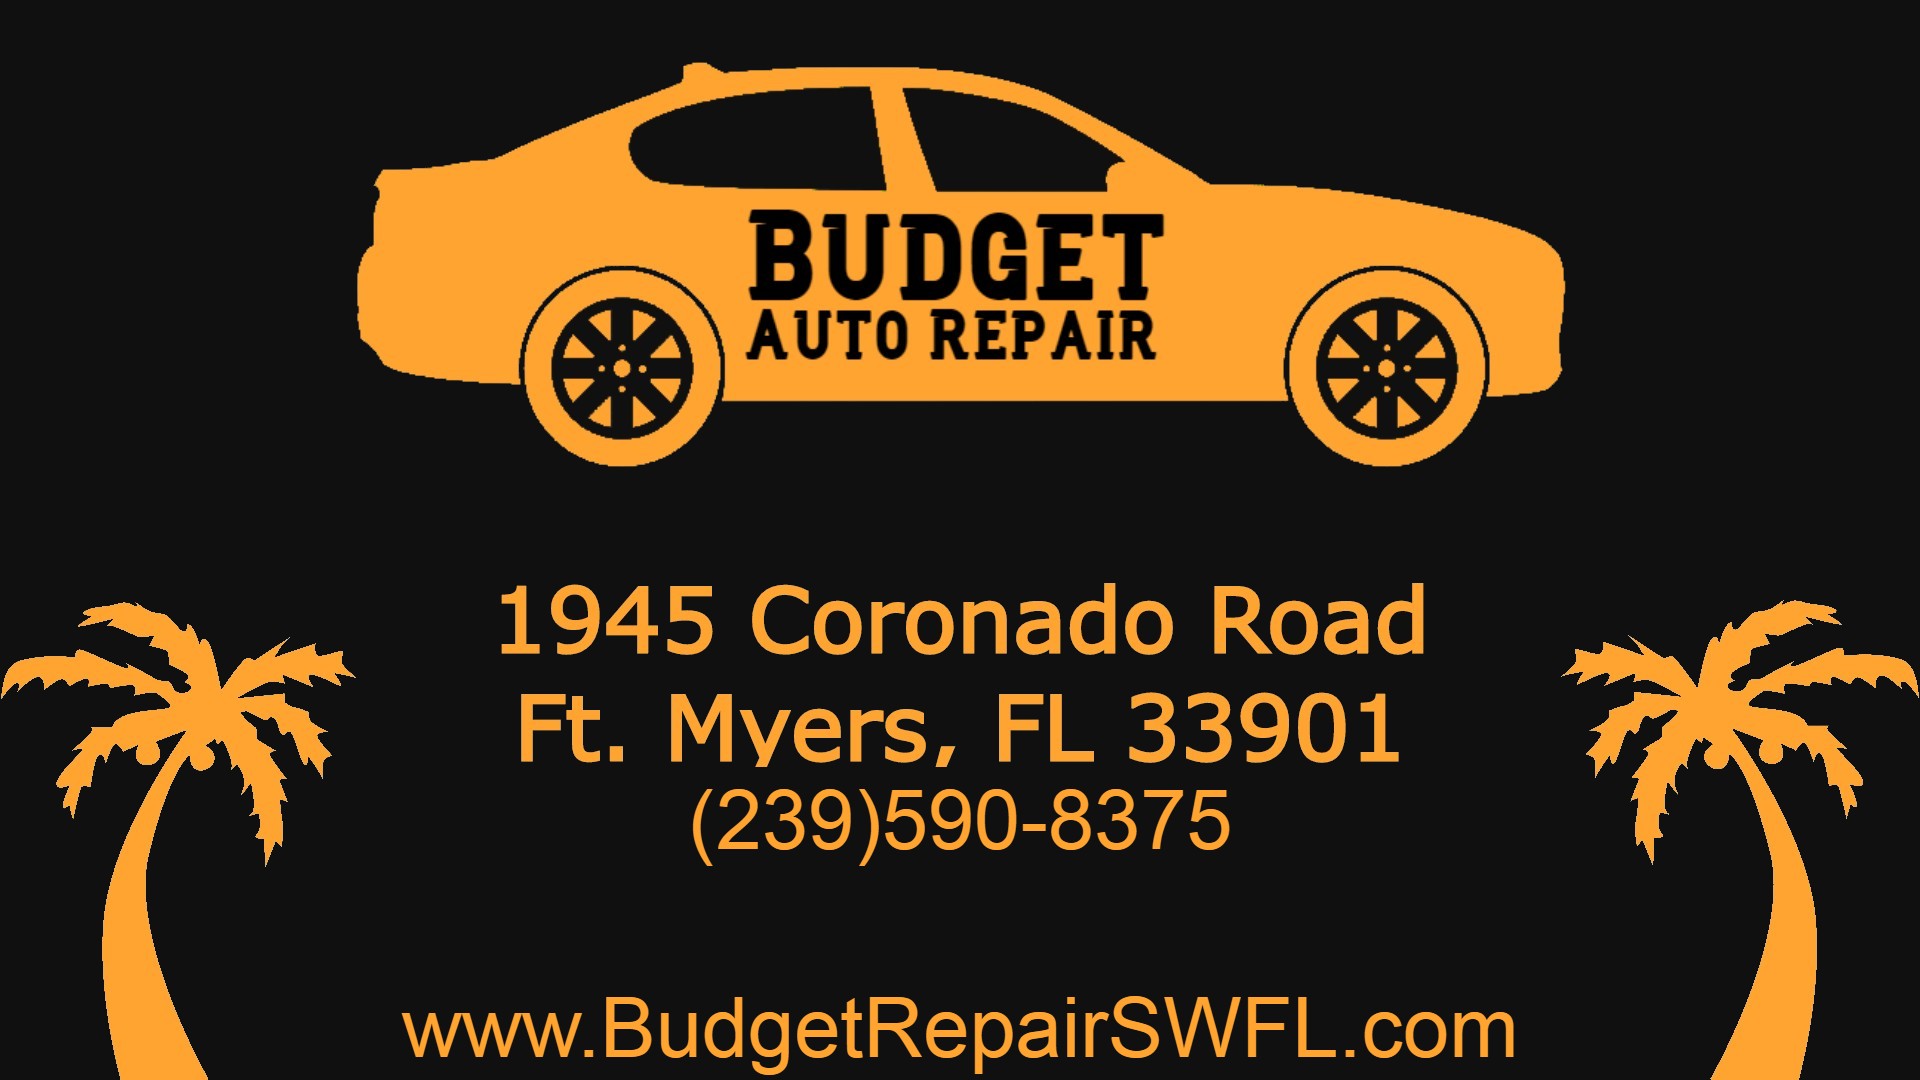 BUDGET
AUTO REPAIR
1945 Coronado Road
Ft. Myers, FL 33901
(239)590-8375
www.BudgetRepairSWFL.com